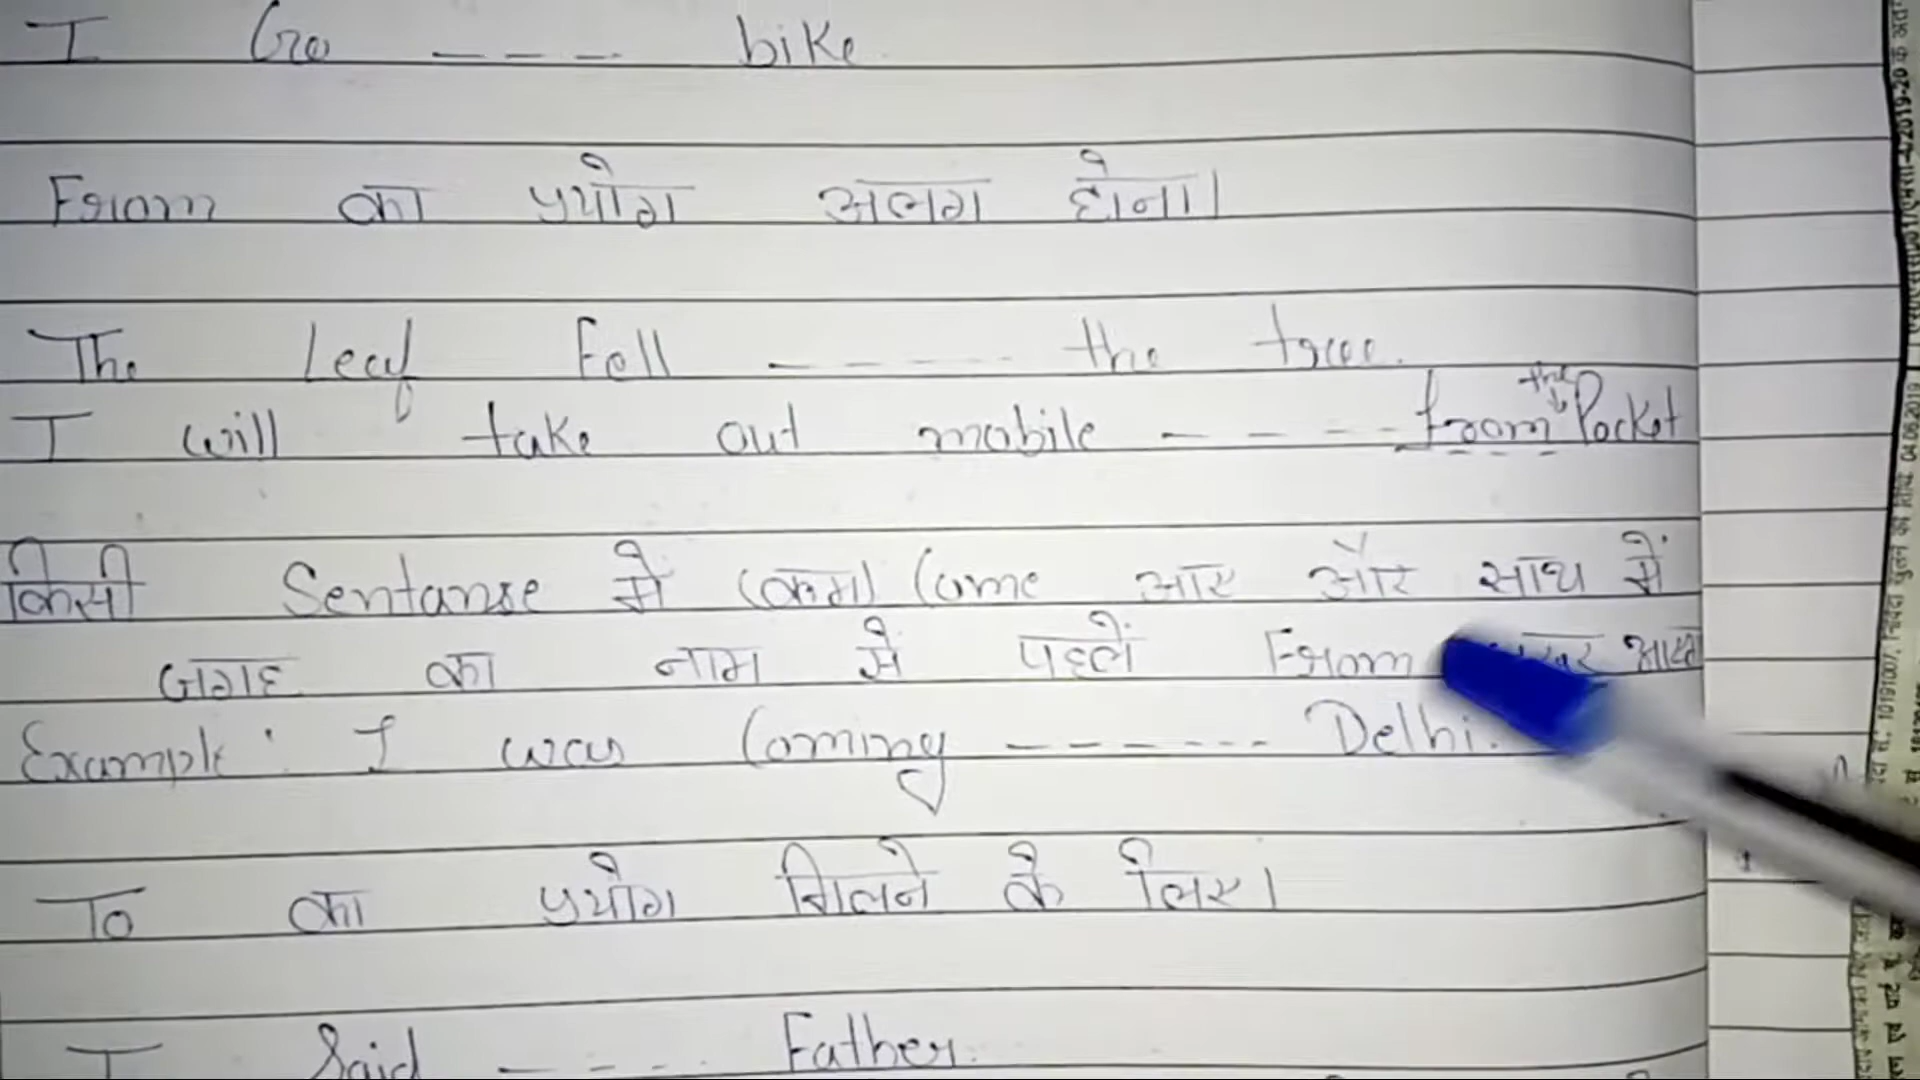 I Go ---- bike.
From का प्रयोग अलग होना।
The Leaf Fell ----- the tree.
the
I will take out mobile ---- from Pocket
किसी Sentanse में (कम) Come आए और साथ में
जगह का नाम से पहलें From
Example : I was Coming ------ Delhi.
To का प्रयोग मिलने के लिए।
I Said ---- Father.